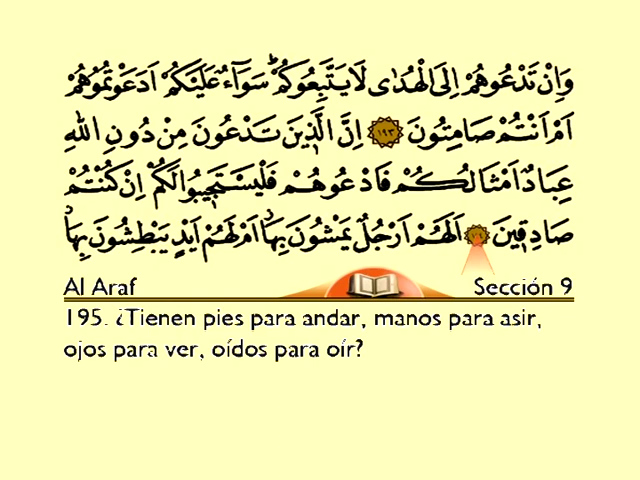 وَاِنْ تَدْعُوهُمْ اِلَى الْهُدٰى لَا يَتَّبِعُوكُمْ سَوَٓاءٌ عَلَيْكُمْ اَدَعَوْتُمُوهُمْ
اَمْ اَنْتُمْ صَامِتُونَ ١٩٣ اِنَّ الَّذِينَ تَدْعُونَ مِنْ دُونِ اللّٰهِ
عِبَادٌ اَمْثَالُكُمْ فَادْعُوهُمْ فَلْيَسْتَجِيبُوا لَكُمْ اِنْ كُنْتُمْ
صَادِقِينَ ١٩٤ اَلَهُمْ اَرْجُلٌ يَمْشُونَ بِهَا اَمْ لَهُمْ اَيْدٍ يَبْطِشُونَ بِهَا
Al Araf Sección 9
195. ¿Tienen pies para andar, manos para asir,
ojos para ver, oídos para oír?